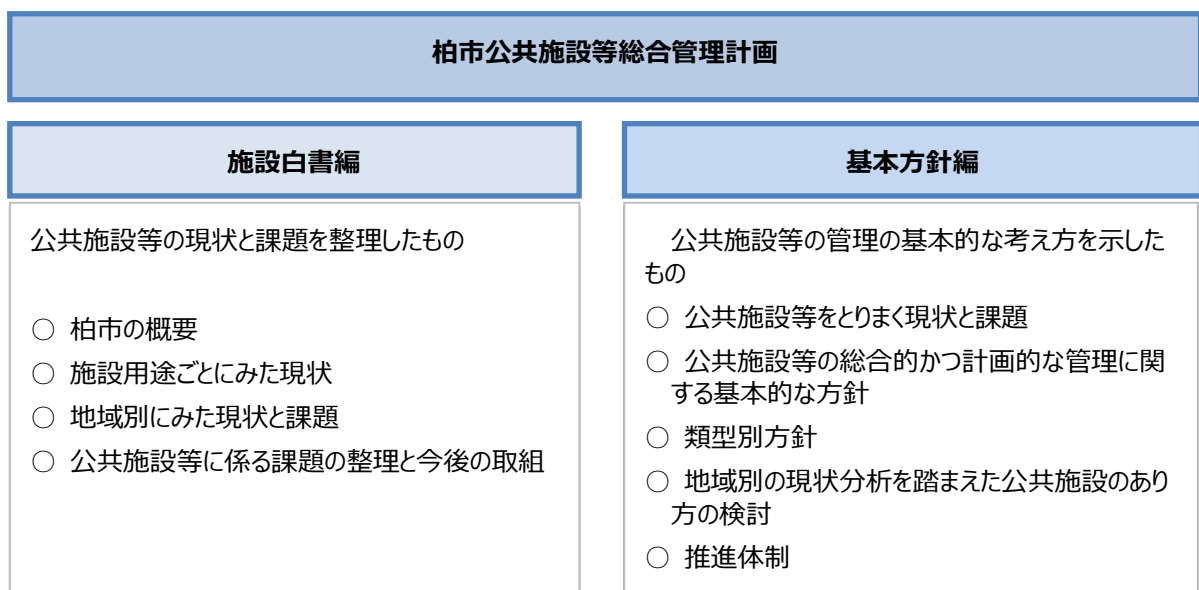 柏市公共施設等総合管理計画
施設白書編
公共施設等の現状と課題を整理したもの
○ 柏市の概要
○ 施設用途ごとにみた現状
○ 地域別にみた現状と課題
○ 公共施設等に係る課題の整理と今後の取組
基本方針編
公共施設等の管理の基本的な考え方を示した
もの
○ 公共施設等をとりまく現状と課題
○ 公共施設等の総合的かつ計画的な管理に関
する基本的な方針
○ 類型別方針
○ 地域別の現状分析を踏まえた公共施設のあり
方の検討
○ 推進体制